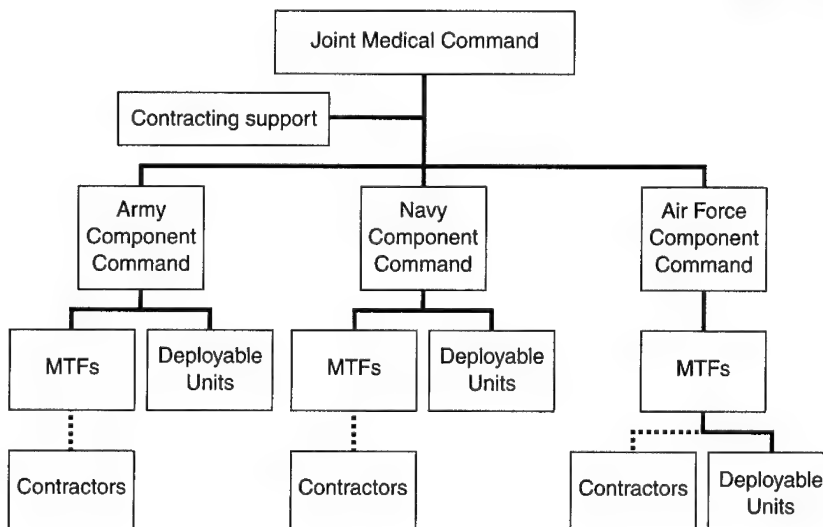 Joint Medical Command
Contracting support
Army
Component
Command
Navy
Component
Command
Air Force
Component
Command
MTFs
Deployable
Units
MTFs
Deployable
Units
MTFs
Contractors
Contractors
Contractors
Deployable
Units